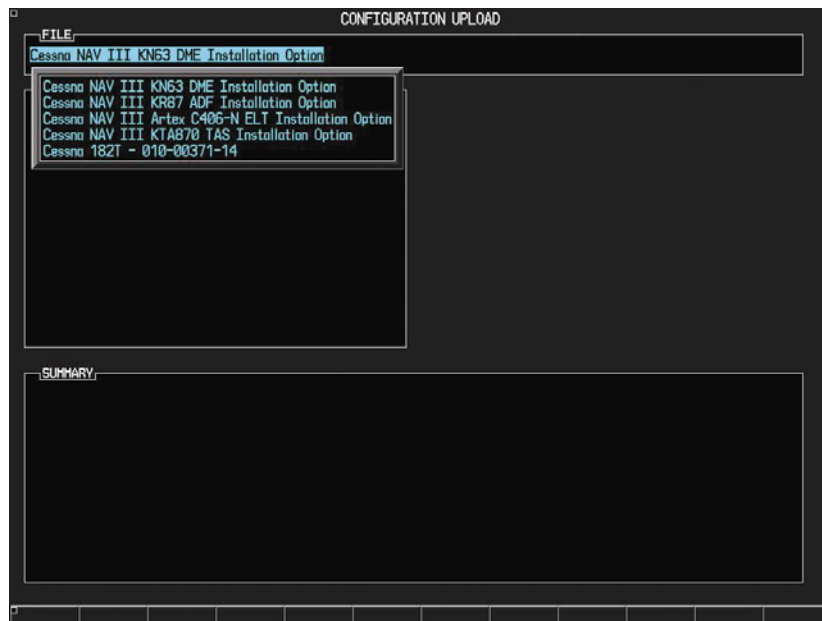 CONFIGURATION UPLOAD
FILE
Cessna NAV III KN63 DME Installation Option
Cessna NAV III KN63 DME Installation Option
Cessna NAV III KR87 ADF Installation Option
Cessna NAV III Artex C406-N ELT Installation Option
Cessna NAV III KTA870 TAS Installation Option
Cessna 182T - 010-00371-14
SUMMARY